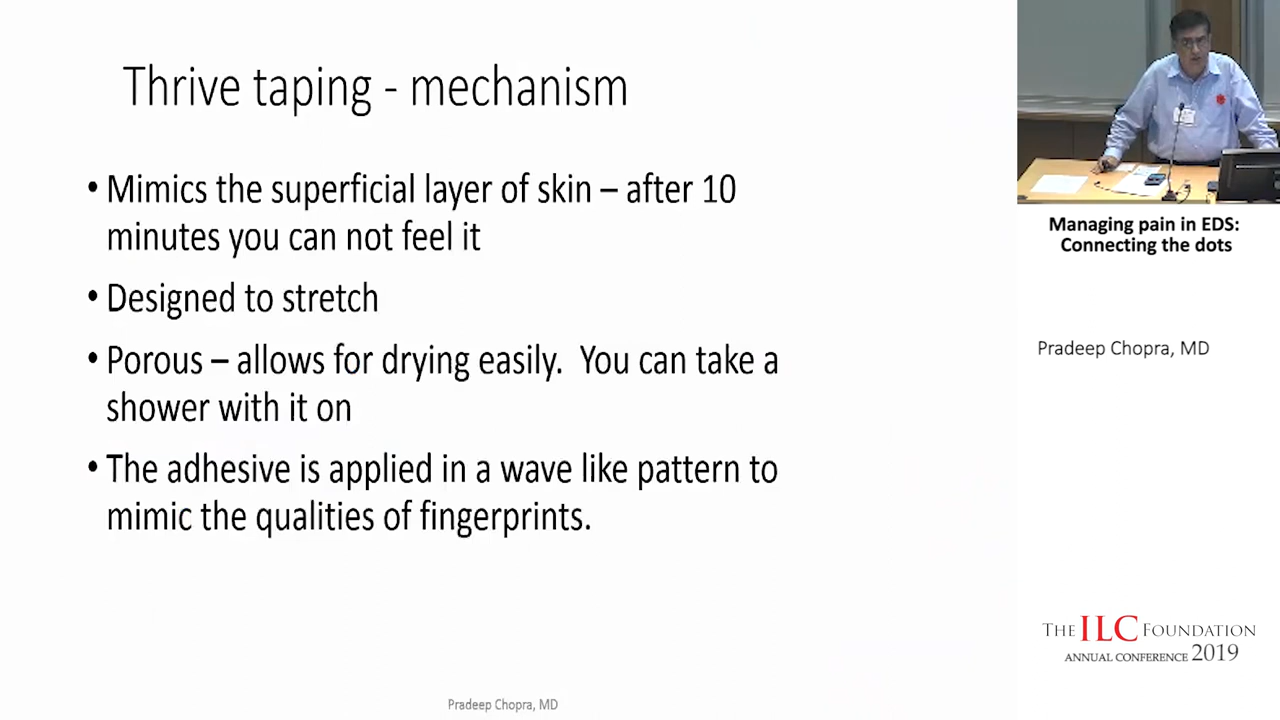 Thrive taping - mechanism
• Mimics the superficial layer of skin – after 10
minutes you can not feel it
• Designed to stretch
• Porous – allows for drying easily.  You can take a
shower with it on
• The adhesive is applied in a wave like pattern to
mimic the qualities of fingerprints.
Pradeep Chopra, MD
Managing pain in EDS:
Connecting the dots
Pradeep Chopra, MD
THE ILC FOUNDATION
ANNUAL CONFERENCE 2019